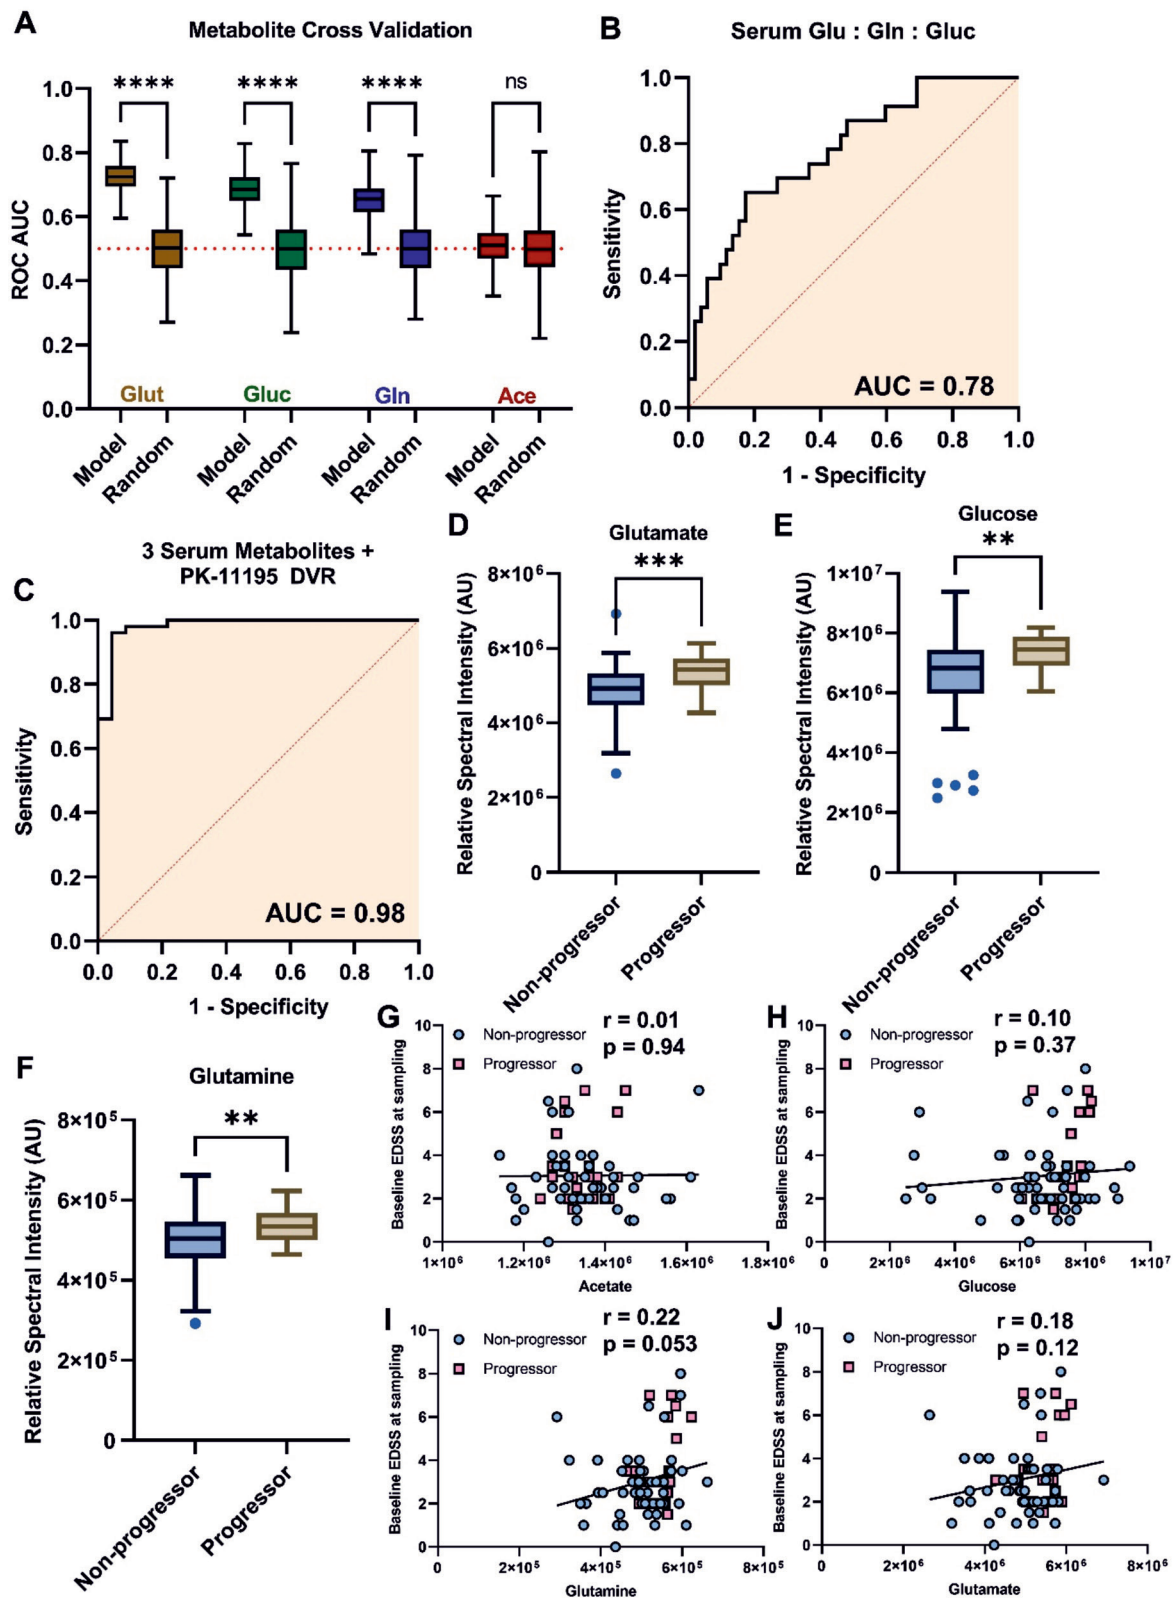 A
Metabolite Cross Validation
ROC AUC
1.0
0.8
0.6
0.4
0.2
0.0
****
****
****
ns
Glut
Gluc
Gln
Ace
Model
Random
Model
Random
Model
Random
Model
Random
B
Serum Glu : Gln : Gluc
Sensitivity
1.0
0.8
0.6
0.4
0.2
0.0
AUC = 0.78
0.0 0.2 0.4 0.6 0.8 1.0
1 - Specificity
C
3 Serum Metabolites +
PK-11195 DVR
Sensitivity
1.0
0.8
0.6
0.4
0.2
0.0
AUC = 0.98
0.0 0.2 0.4 0.6 0.8 1.0
1 - Specificity
D
Glutamate
***
Relative Spectral Intensity (AU)
8×10⁶
6×10⁶
4×10⁶
2×10⁶
0
Non-progressor
Progressor
E
Glucose
**
Relative Spectral Intensity (AU)
1×10⁷
8×10⁶
6×10⁶
4×10⁶
2×10⁶
0
Non-progressor
Progressor
F
Glutamine
**
Relative Spectral Intensity (AU)
8×10⁵
6×10⁵
4×10⁵
2×10⁵
0
Non-progressor
Progressor
G
Non-progressor
Progressor
r = 0.01
p = 0.94
Baseline EDSS at sampling
10
8
6
4
2
0
1×10⁶ 1.2×10⁶ 1.4×10⁶ 1.6×10⁶ 1.8×10⁶
Acetate
H
Non-progressor
Progressor
r = 0.10
p = 0.37
Baseline EDSS at sampling
10
8
6
4
2
0
0 2×10⁶ 4×10⁶ 6×10⁶ 8×10⁶ 1×10⁷
Glucose
I
Non-progressor
Progressor
r = 0.22
p = 0.053
Baseline EDSS at sampling
10
8
6
4
2
0
0 2×10⁵ 4×10⁵ 6×10⁵ 8×10⁵
Glutamine
J
Non-progressor
Progressor
r = 0.18
p = 0.12
Baseline EDSS at sampling
10
8
6
4
2
0
0 2×10⁶ 4×10⁶ 6×10⁶ 8×10⁶
Glutamate